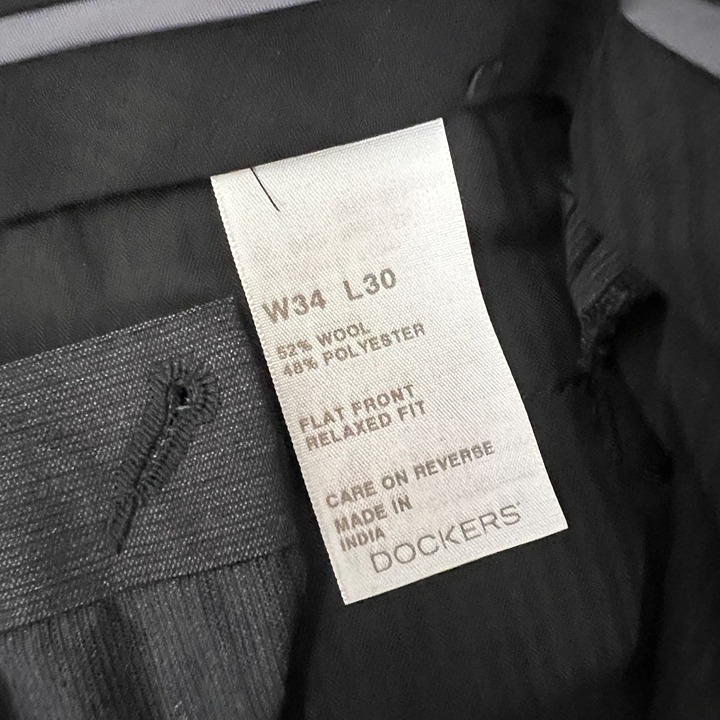 W34 L30
52% WOOL
48% POLYESTER
FLAT FRONT
RELAXED FIT
CARE ON REVERSE
MADE IN
INDIA
DOCKERS